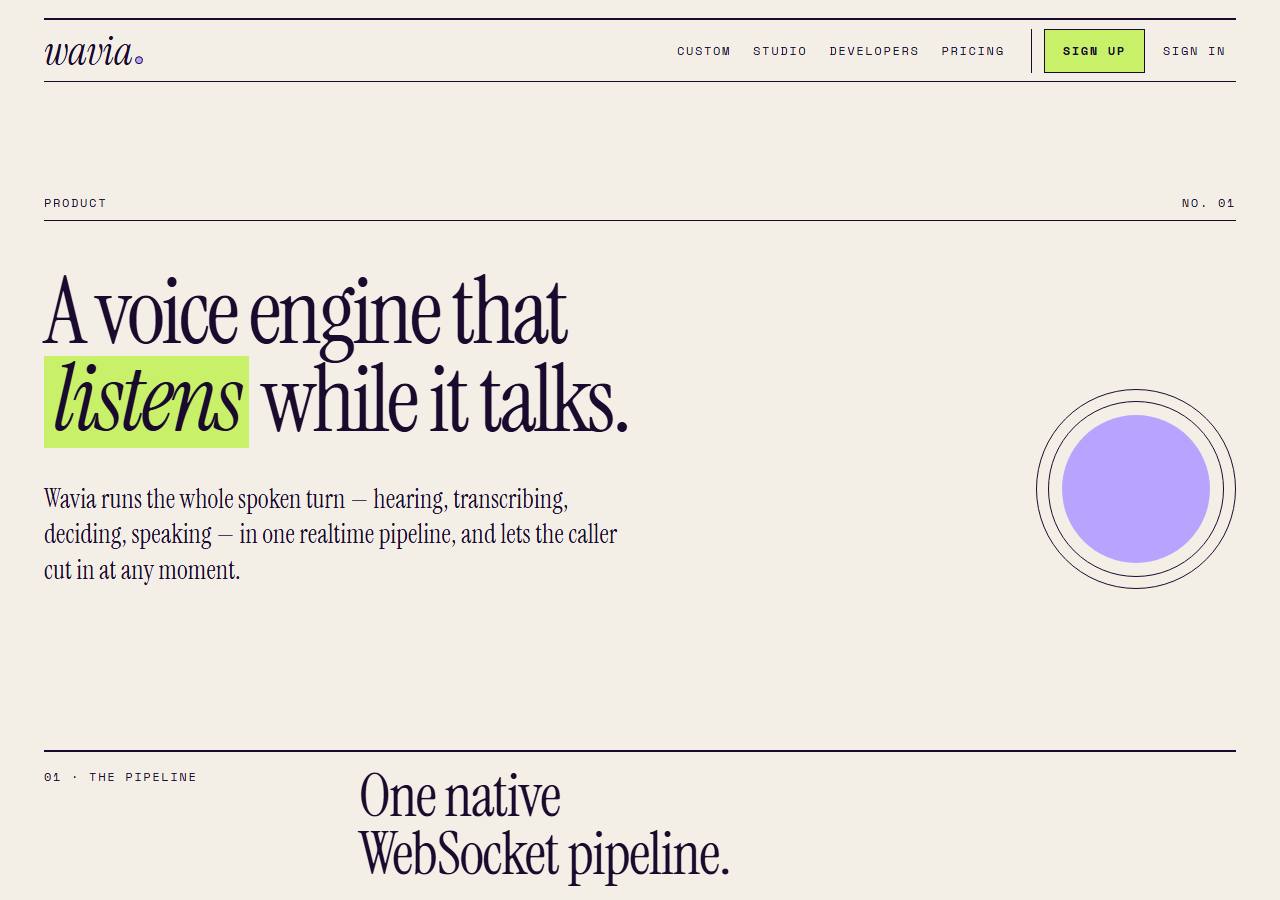 wavia.
CUSTOM STUDIO DEVELOPERS PRICING SIGN UP SIGN IN
PRODUCT NO. 01
A voice engine that
listens while it talks.
Wavia runs the whole spoken turn — hearing, transcribing,
deciding, speaking — in one realtime pipeline, and lets the caller
cut in at any moment.
01 · THE PIPELINE
One native
WebSocket pipeline.